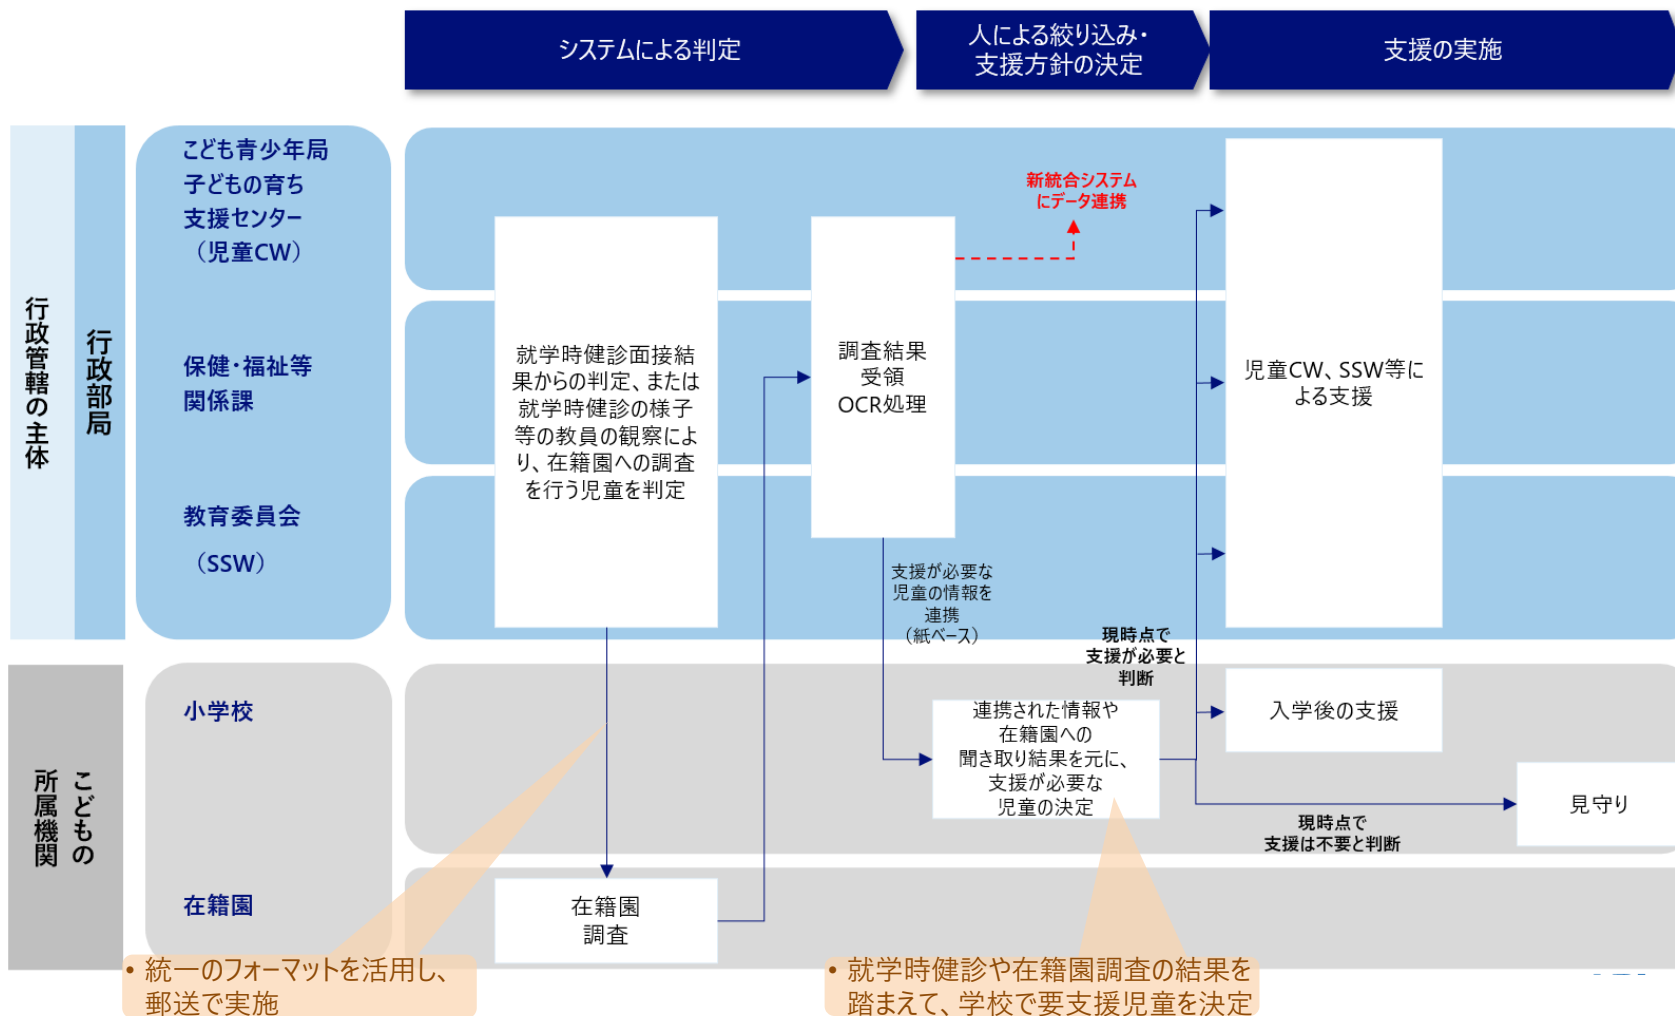 システムによる判定
人による絞り込み・
支援方針の決定
支援の実施
行政管轄の主体
行政部局
こども青少年局
子どもの育ち
支援センター
（児童CW）
保健・福祉等
関係課
教育委員会
（SSW）
就学時健診面接結
果からの判定、または
就学時健診の様子
等の教員の観察によ
り、在籍園への調査
を行う児童を判定
調査結果
受領
OCR処理
新統合システム
にデータ連携
児童CW、SSW等に
よる支援
支援が必要な
児童の情報を
連携
（紙ベース）
現時点で
支援が必要と
判断
こどもの
所属機関
小学校
連携された情報や
在籍園への
聞き取り結果を元に、
支援が必要な
児童の決定
入学後の支援
見守り
現時点で
支援は不要と判断
在籍園
在籍園
調査
• 統一のフォーマットを活用し、
郵送で実施
• 就学時健診や在籍園調査の結果を
踏まえて、学校で要支援児童を決定